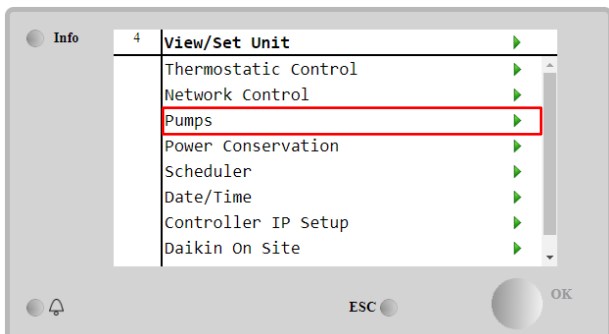 Info
4 View/Set Unit
Thermostatic Control
Network Control
Pumps
Power Conservation
Scheduler
Date/Time
Controller IP Setup
Daikin On Site
ESC
OK